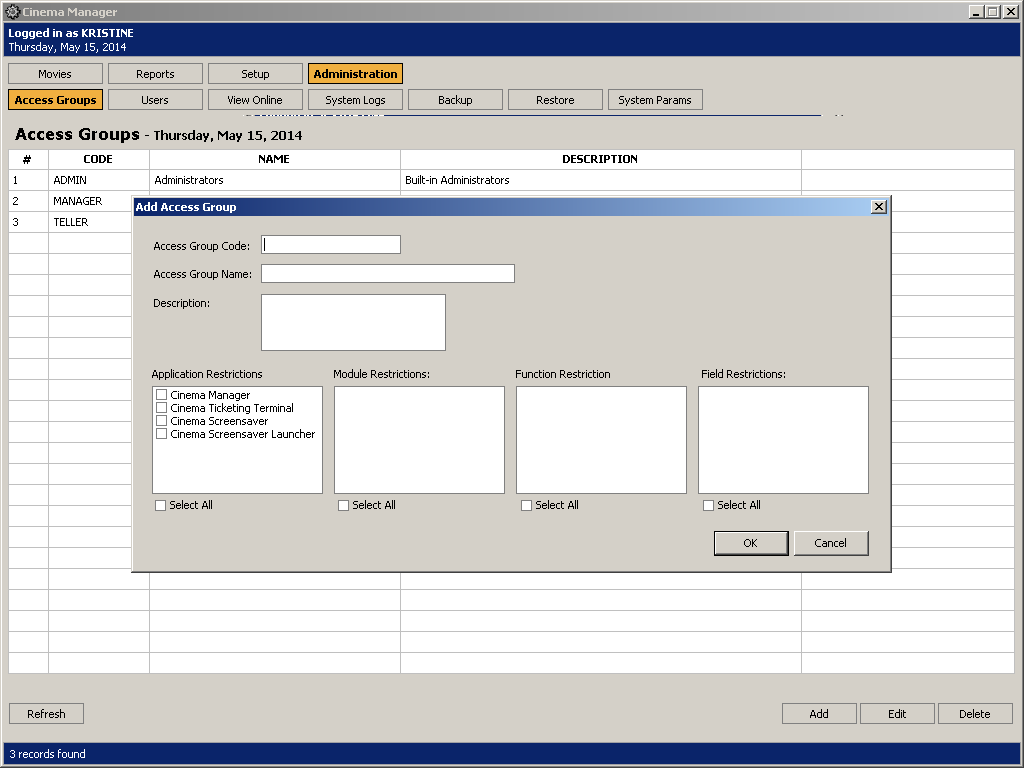 Cinema Manager
Logged in as KRISTINE
Thursday, May 15, 2014
Movies Reports Setup Administration
Access Groups Users View Online System Logs Backup Restore System Params
Access Groups - Thursday, May 15, 2014
# CODE NAME DESCRIPTION
1 ADMIN Administrators Built-in Administrators
2 MANAGER
3 TELLER
Add Access Group
Access Group Code:
Access Group Name:
Description:
Application Restrictions Module Restrictions: Function Restriction Field Restrictions:
Cinema Manager
Cinema Ticketing Terminal
Cinema Screensaver
Cinema Screensaver Launcher
Select All Select All Select All Select All
OK Cancel
Refresh Add Edit Delete
3 records found